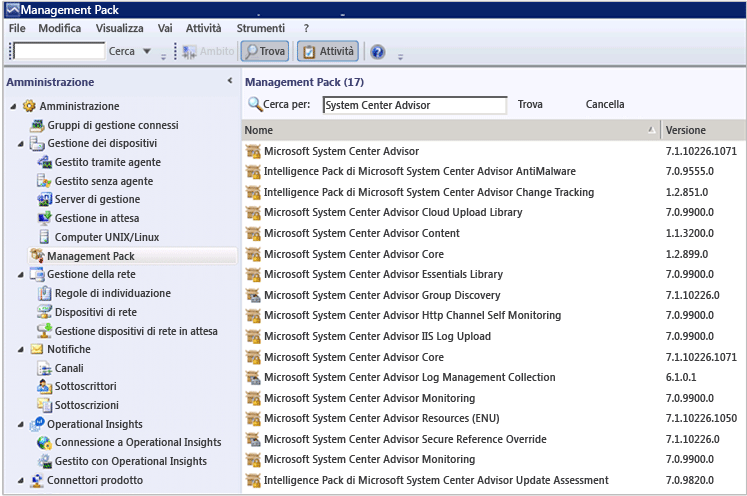 Management Pack
File Modifica Visualizza Vai Attività Strumenti ?
Cerca Ambito Trova Attività
Amministrazione
Amministrazione
Gruppi di gestione connessi
Gestione dei dispositivi
Gestito tramite agente
Gestito senza agente
Server di gestione
Gestione in attesa
Computer UNIX/Linux
Management Pack
Gestione della rete
Regole di individuazione
Dispositivi di rete
Gestione dispositivi di rete in attesa
Notifiche
Canali
Sottoscrittori
Sottoscrizioni
Operational Insights
Connessione a Operational Insights
Gestito con Operational Insights
Connettori prodotto
Management Pack (17)
Cerca per: System Center Advisor Trova Cancella
Nome Versione
Microsoft System Center Advisor 7.1.10226.1071
Intelligence Pack di Microsoft System Center Advisor AntiMalware 7.0.9555.0
Intelligence Pack di Microsoft System Center Advisor Change Tracking 1.2.851.0
Microsoft System Center Advisor Cloud Upload Library 7.0.9900.0
Microsoft System Center Advisor Content 1.1.3200.0
Microsoft System Center Advisor Core 1.2.899.0
Microsoft System Center Advisor Essentials Library 7.0.9900.0
Microsoft System Center Advisor Group Discovery 7.1.10226.0
Microsoft System Center Advisor Http Channel Self Monitoring 7.0.9900.0
Microsoft System Center Advisor IIS Log Upload 7.0.9900.0
Microsoft System Center Advisor Core 7.1.10226.1071
Microsoft System Center Advisor Log Management Collection 6.1.0.1
Microsoft System Center Advisor Monitoring 7.0.9900.0
Microsoft System Center Advisor Resources (ENU) 7.1.10226.1050
Microsoft System Center Advisor Secure Reference Override 7.1.10226.0
Microsoft System Center Advisor Monitoring 7.0.9900.0
Intelligence Pack di Microsoft System Center Advisor Update Assessment 7.0.9820.0